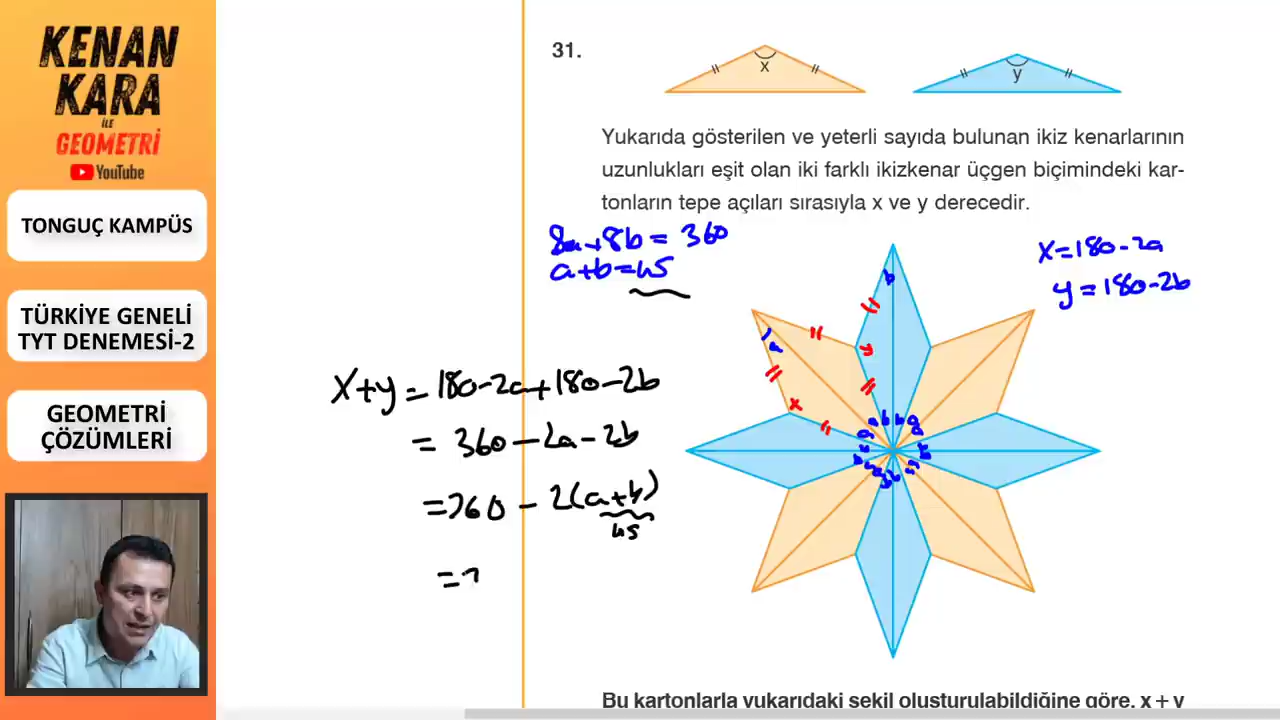 KENAN
KARA
İLE
GEOMETRİ
YouTube
TONGUÇ KAMPÜS
TÜRKİYE GENELİ
TYT DENEMESİ-2
GEOMETRİ
ÇÖZÜMLERİ
31.
x
y
Yukarıda gösterilen ve yeterli sayıda bulunan ikiz kenarlarının
uzunlukları eşit olan iki farklı ikizkenar üçgen biçimindeki kar-
tonların tepe açıları sırasıyla x ve y derecedir.
8a+8b = 360
a+b=45
x=180-2a
y=180-2b
b
a
x
a b b a
x+y = 180-2a+180-2b
= 360-2a-2b
=360 - 2(a+b)
45
=3
Bu kartonlarla yukarıdaki şekil oluşturulabildiğine göre, x + y